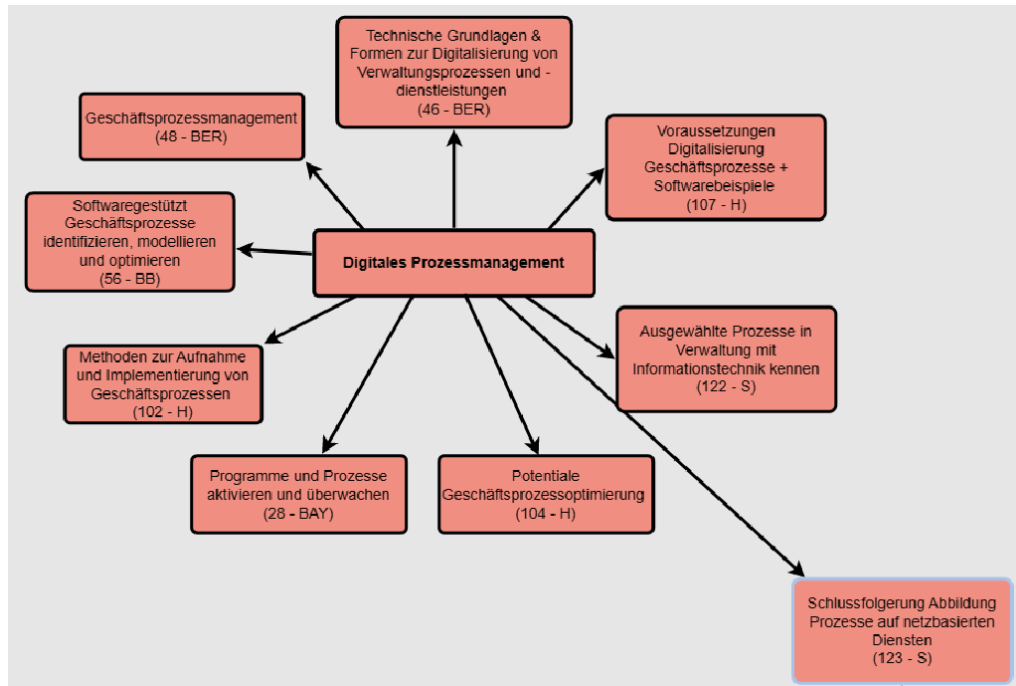 Technische Grundlagen &
Formen zur Digitalisierung von
Verwaltungsprozessen und -
dienstleistungen
(46 - BER)
Geschäftsprozessmanagement
(48 - BER)
Voraussetzungen
Digitalisierung
Geschäftsprozesse +
Softwarebeispiele
(107 - H)
Softwaregestützt
Geschäftsprozesse
identifizieren, modellieren
und optimieren
(56 - BB)
Digitales Prozessmanagement
Ausgewählte Prozesse in
Verwaltung mit
Informationstechnik kennen
(122 - S)
Methoden zur Aufnahme
und Implementierung von
Geschäftsprozessen
(102 - H)
Programme und Prozesse
aktivieren und überwachen
(28 - BAY)
Potentiale
Geschäftsprozessoptimierung
(104 - H)
Schlussfolgerung Abbildung
Prozesse auf netzbasierten
Diensten
(123 - S)